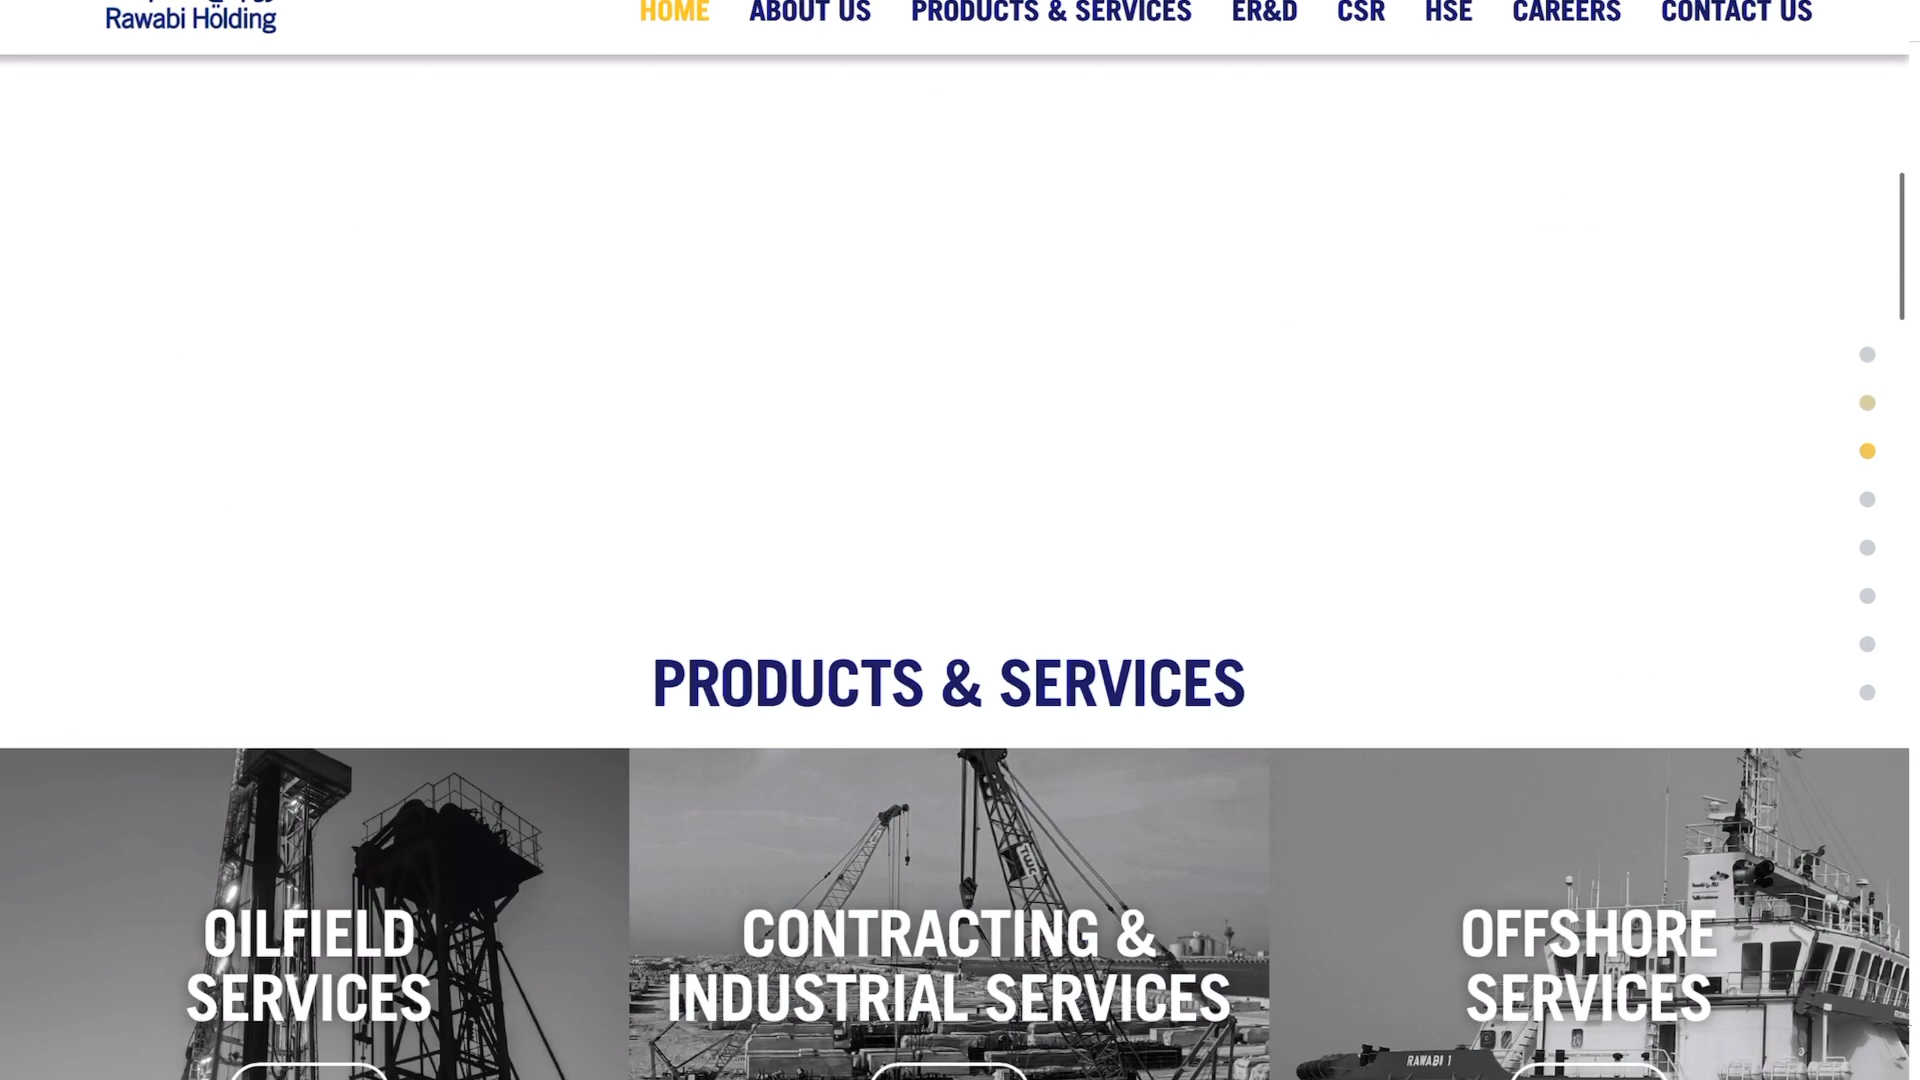 Rawabi Holding
HOME ABOUT US PRODUCTS & SERVICES ER&D CSR HSE CAREERS CONTACT US
PRODUCTS & SERVICES
OILFIELD
SERVICES
CONTRACTING &
INDUSTRIAL SERVICES
OFFSHORE
SERVICES
RAWABI 1